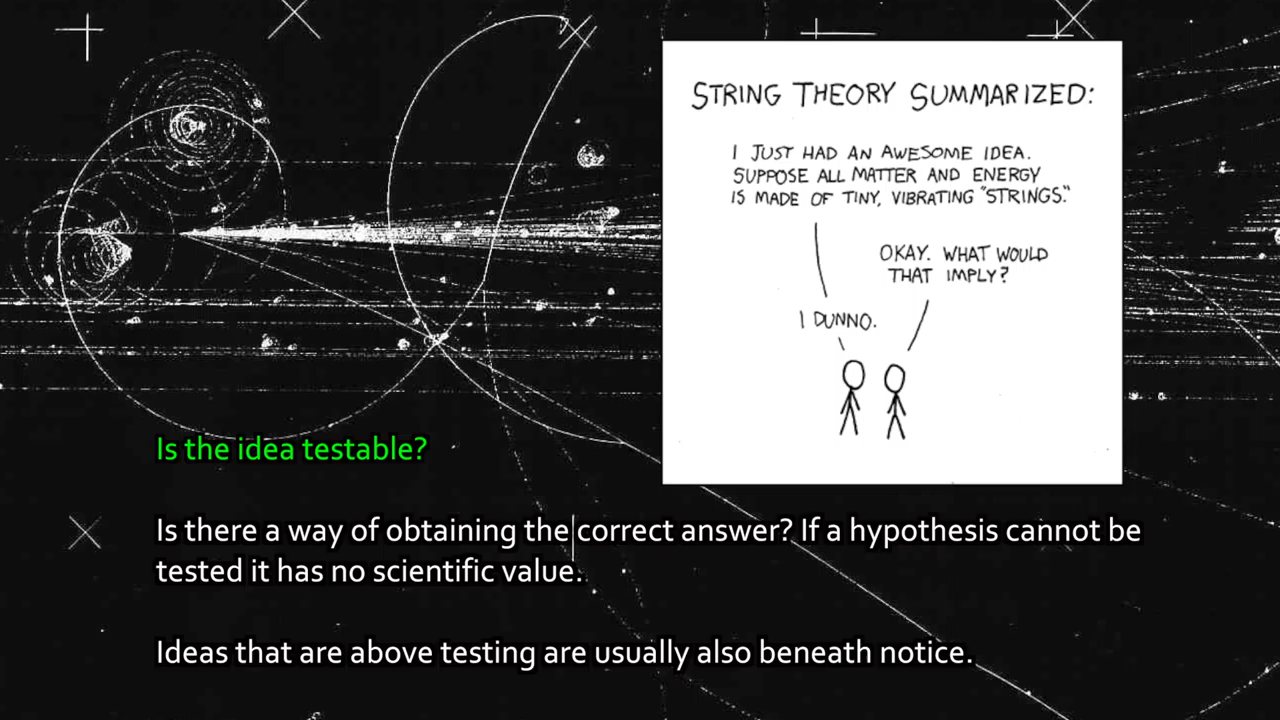 STRING THEORY SUMMARIZED:
I JUST HAD AN AWESOME IDEA.
SUPPOSE ALL MATTER AND ENERGY
IS MADE OF TINY, VIBRATING "STRINGS."
OKAY. WHAT WOULD
THAT IMPLY?
I DUNNO.
Is the idea testable?
Is there a way of obtaining the correct answer? If a hypothesis cannot be
tested it has no scientific value.
Ideas that are above testing are usually also beneath notice.